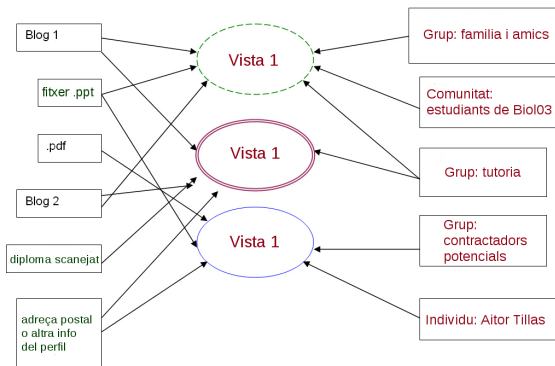 Blog 1
fitxer .ppt
.pdf
Blog 2
diploma scanejat
adreça postal
o altra info
del perfil
Vista 1
Vista 1
Vista 1
Grup: familia i amics
Comunitat:
estudiants de Biol03
Grup: tutoria
Grup:
contractadors
potencials
Individu: Aitor Tillas